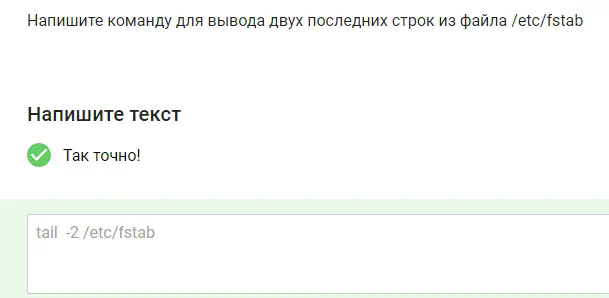 Напишите команду для вывода двух последних строк из файла /etc/fstab
Напишите текст
Так точно!
tail  -2 /etc/fstab